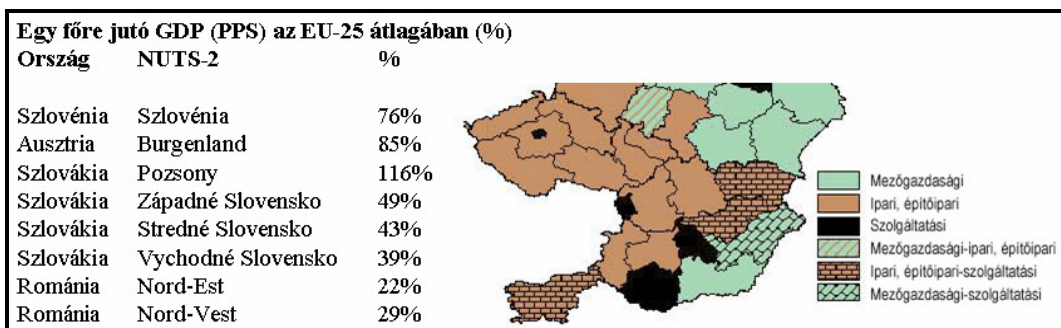 Egy főre jutó GDP (PPS) az EU-25 átlagában (%)
Ország NUTS-2 %
Szlovénia Szlovénia 76%
Ausztria Burgenland 85%
Szlovákia Pozsony 116%
Szlovákia Západné Slovensko 49%
Szlovákia Stredné Slovensko 43%
Szlovákia Vychodné Slovensko 39%
Románia Nord-Est 22%
Románia Nord-Vest 29%
Mezőgazdasági
Ipari, építőipari
Szolgáltatási
Mezőgazdasági-ipari, építőipari
Ipari, építőipari-szolgáltatási
Mezőgazdasági-szolgáltatási